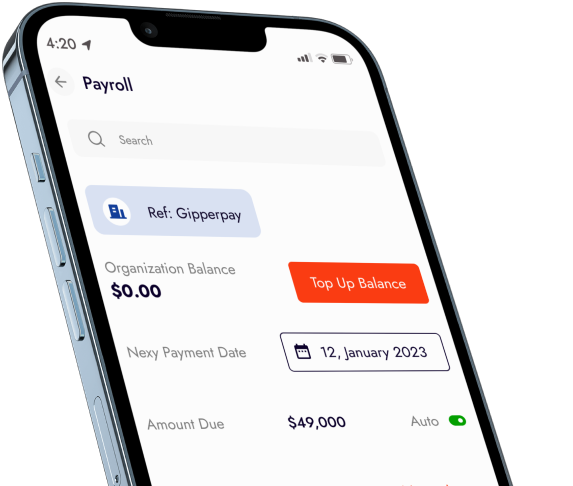 4:20
Payroll
Search
Ref: Gipperpay
Organization Balance
$0.00
Top Up Balance
Nexy Payment Date
12, January 2023
Amount Due
$49,000
Auto